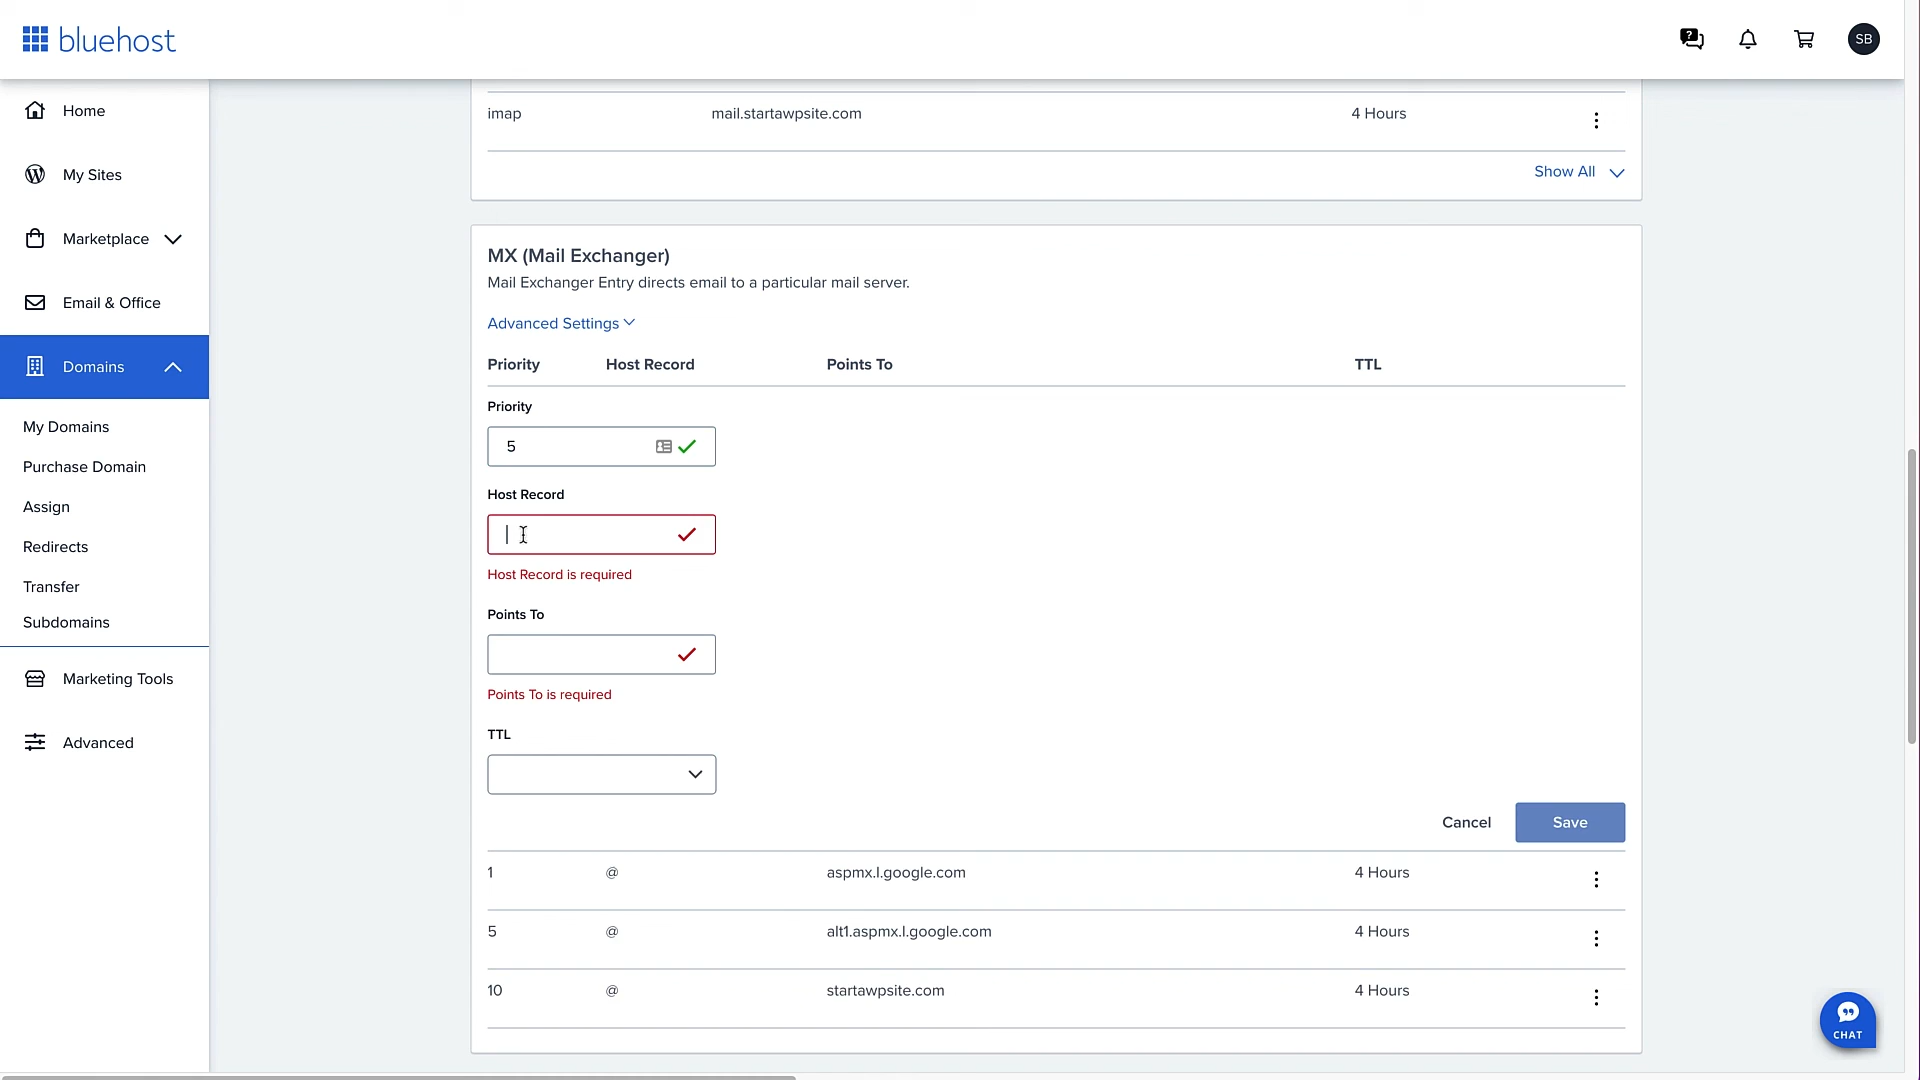 bluehost
SB
Home
My Sites
Marketplace
Email & Office
Domains
My Domains
Purchase Domain
Assign
Redirects
Transfer
Subdomains
Marketing Tools
Advanced
imap mail.startawpsite.com 4 Hours
Show All
MX (Mail Exchanger)
Mail Exchanger Entry directs email to a particular mail server.
Advanced Settings
Priority Host Record Points To TTL
Priority
5
Host Record
Host Record is required
Points To
Points To is required
TTL
Cancel Save
1 @ aspmx.l.google.com 4 Hours
5 @ alt1.aspmx.l.google.com 4 Hours
10 @ startawpsite.com 4 Hours
CHAT